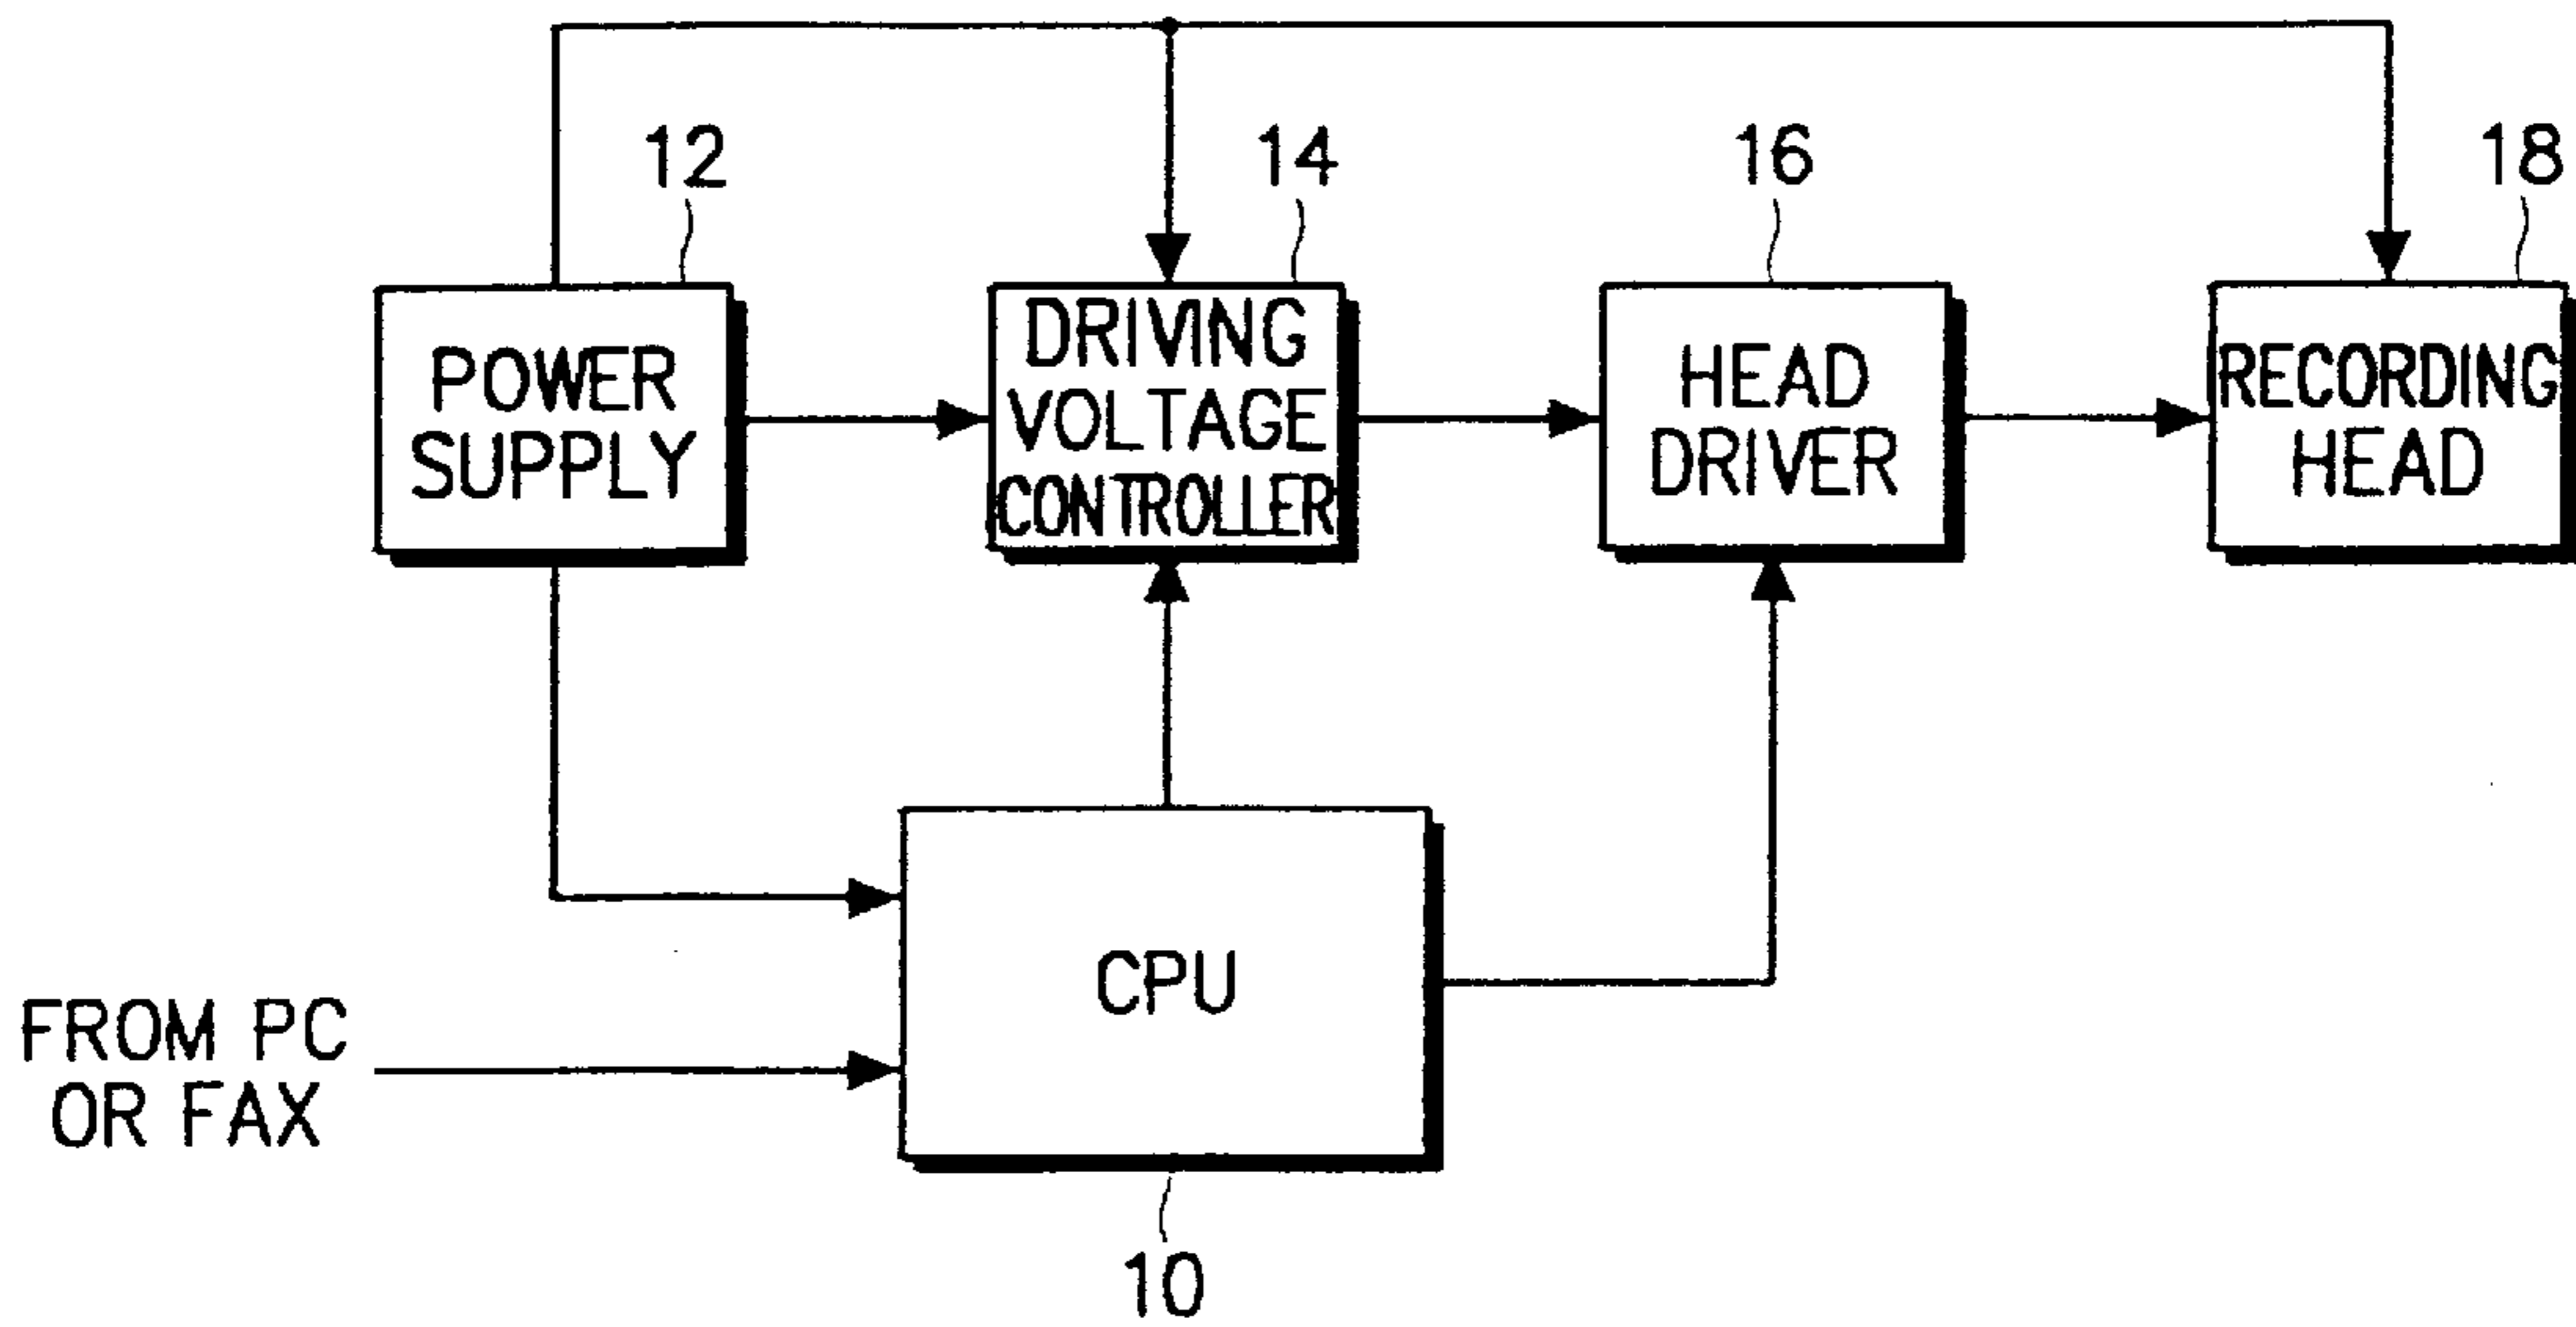 12
14
16
18
POWER
SUPPLY
DRIVING
VOLTAGE
CONTROLLER
HEAD
DRIVER
RECORDING
HEAD
CPU
FROM PC
OR FAX
10